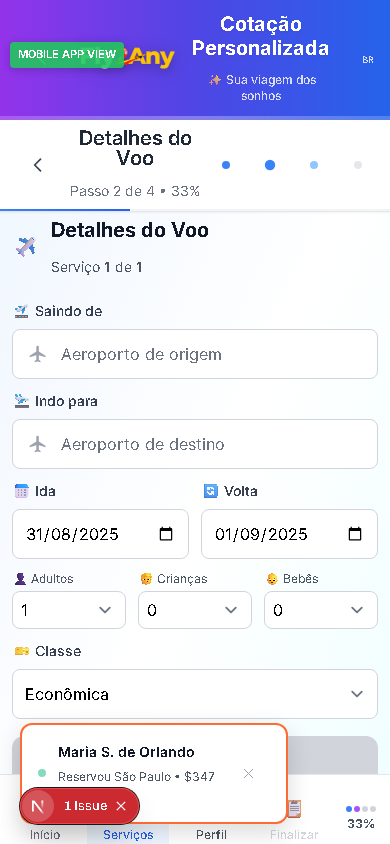 Cotação
Personalizada
MOBILE APP VIEW
✨ Sua viagem dos
sonhos
BR
Detalhes do
Voo
Passo 2 de 4 • 33%
Detalhes do Voo
Serviço 1 de 1
Saindo de
Aeroporto de origem
Indo para
Aeroporto de destino
Ida
Volta
31/08/2025
01/09/2025
Adultos
Crianças
Bebês
1
0
0
Classe
Econômica
Maria S. de Orlando
Reservou São Paulo • $347
N
1 Issue
Início
Serviços
Perfil
Finalizar
33%